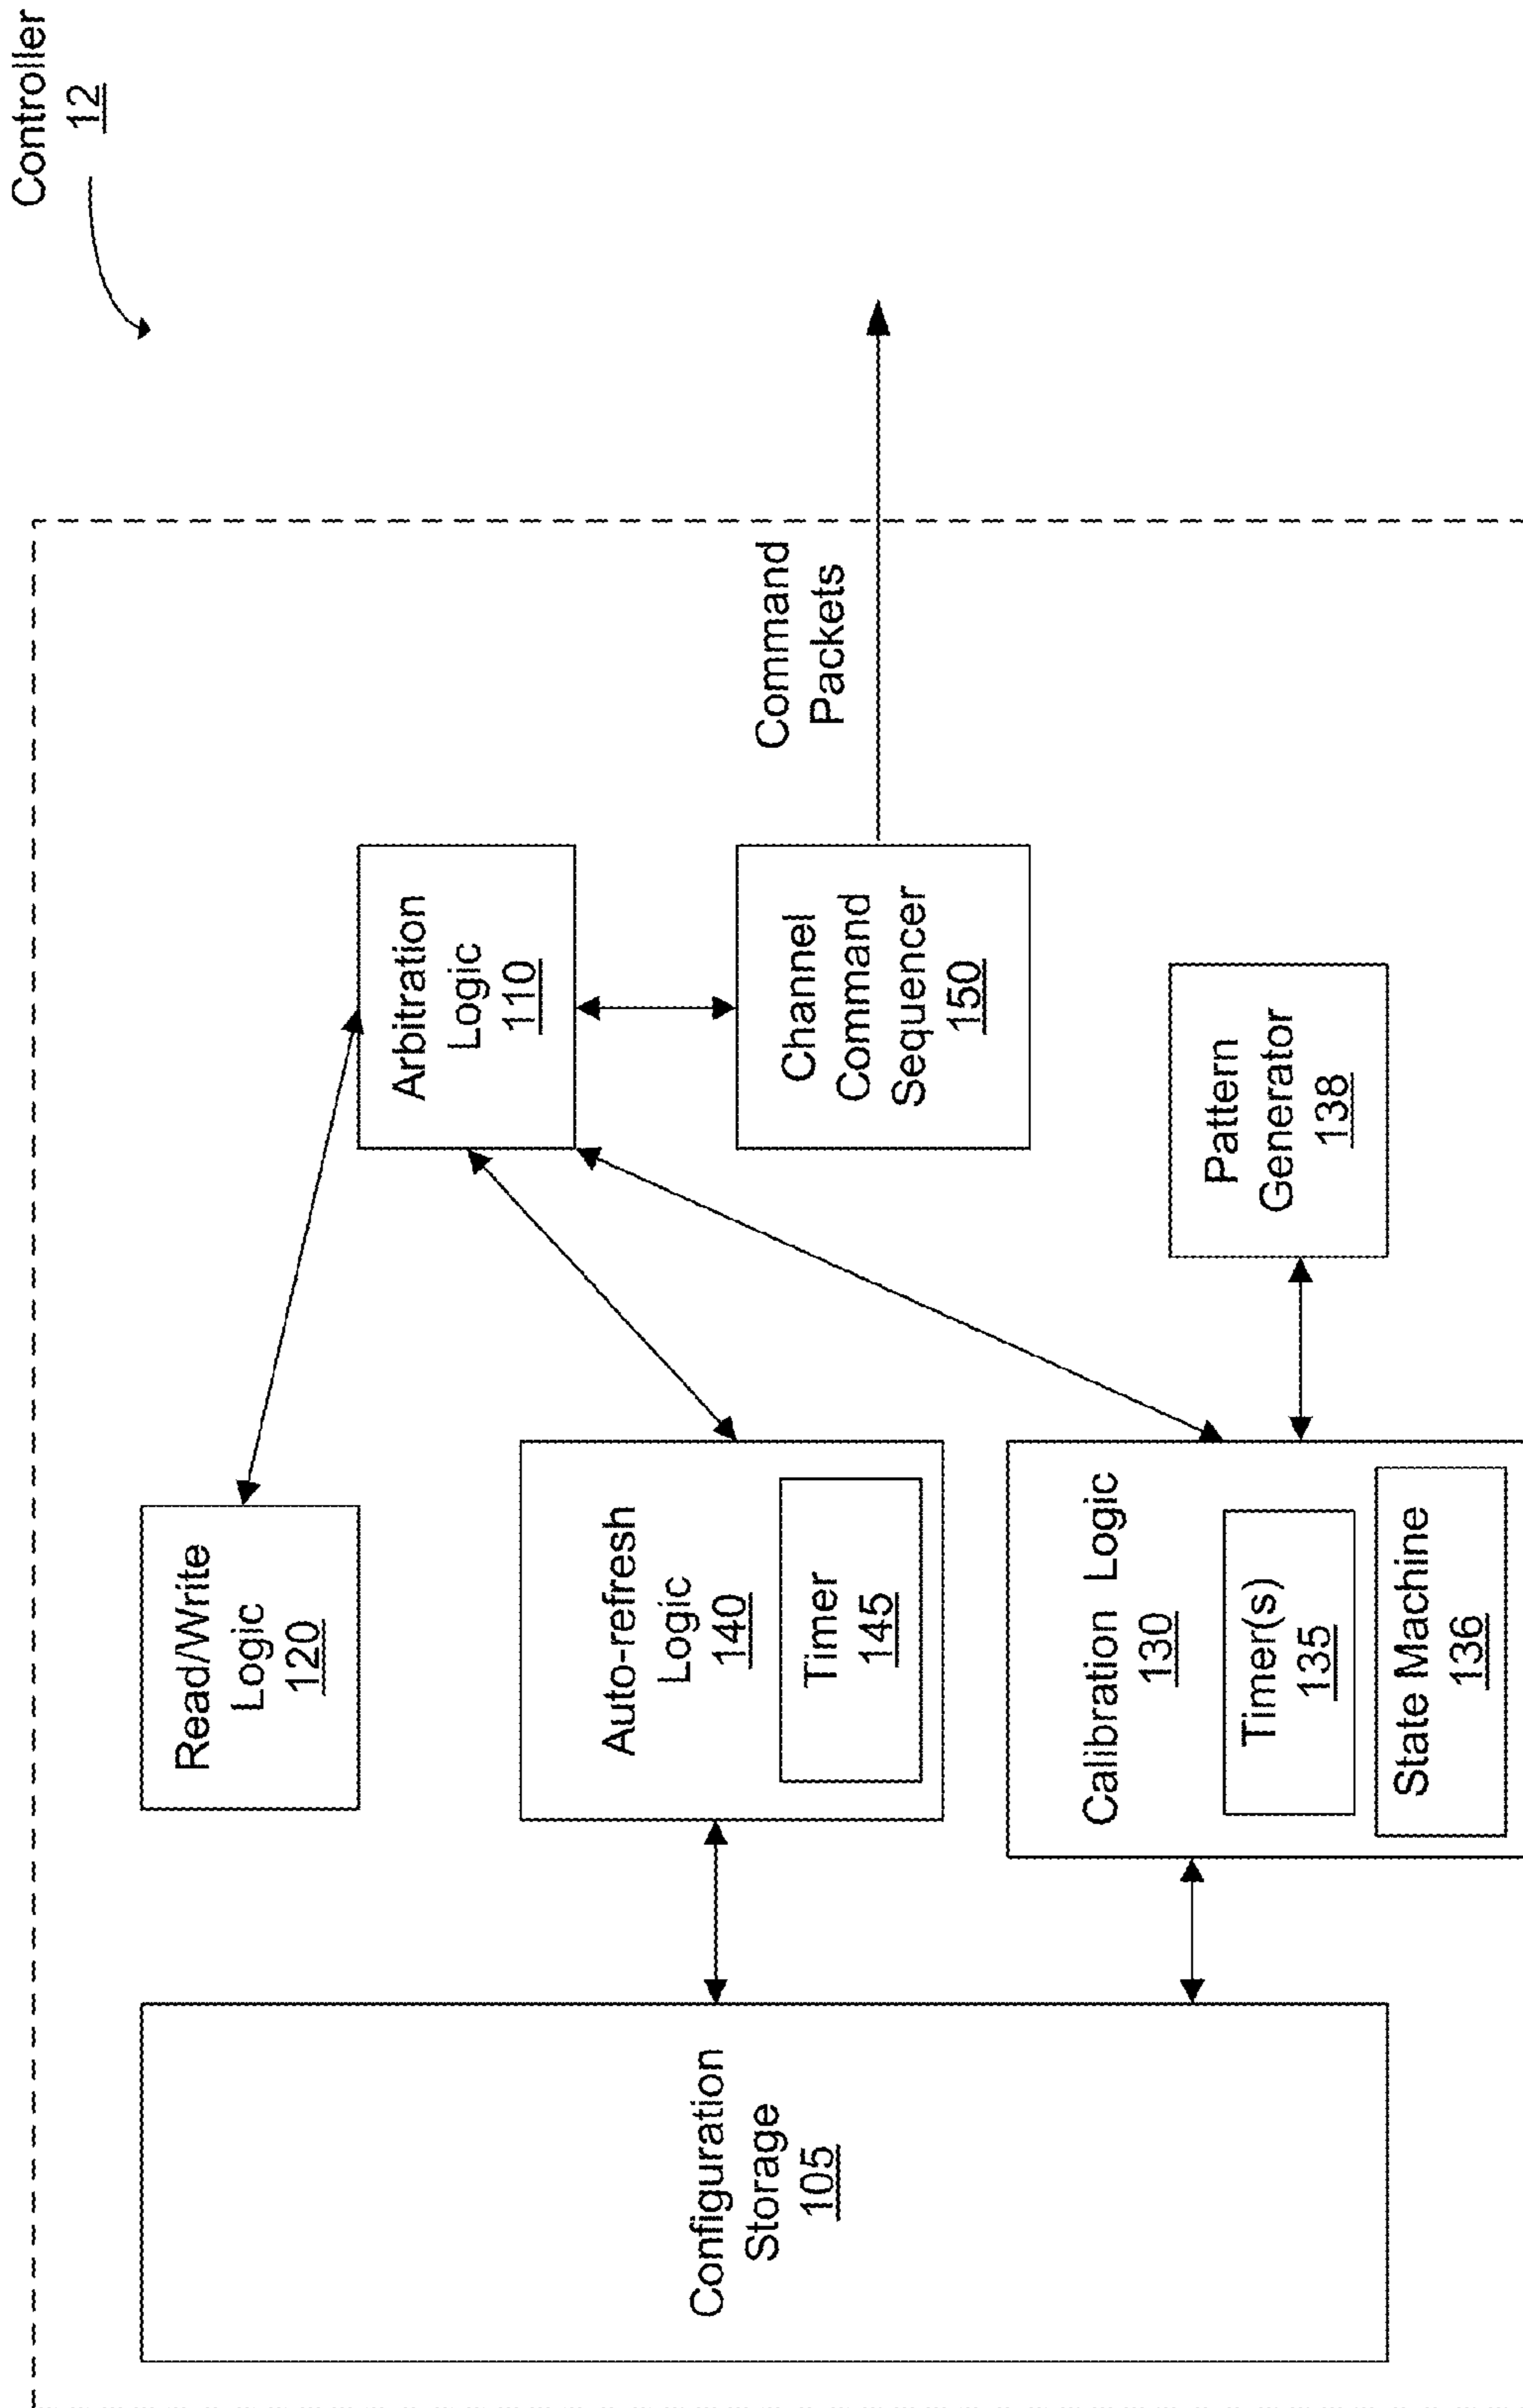 Controller
12
Configuration
Storage
105
Read/Write
Logic
120
Auto-refresh
Logic
140
Timer
145
Calibration Logic
130
Timer(s)
135
State Machine
136
Arbitration
Logic
110
Channel
Command
Sequencer
150
Pattern
Generator
138
Command
Packets